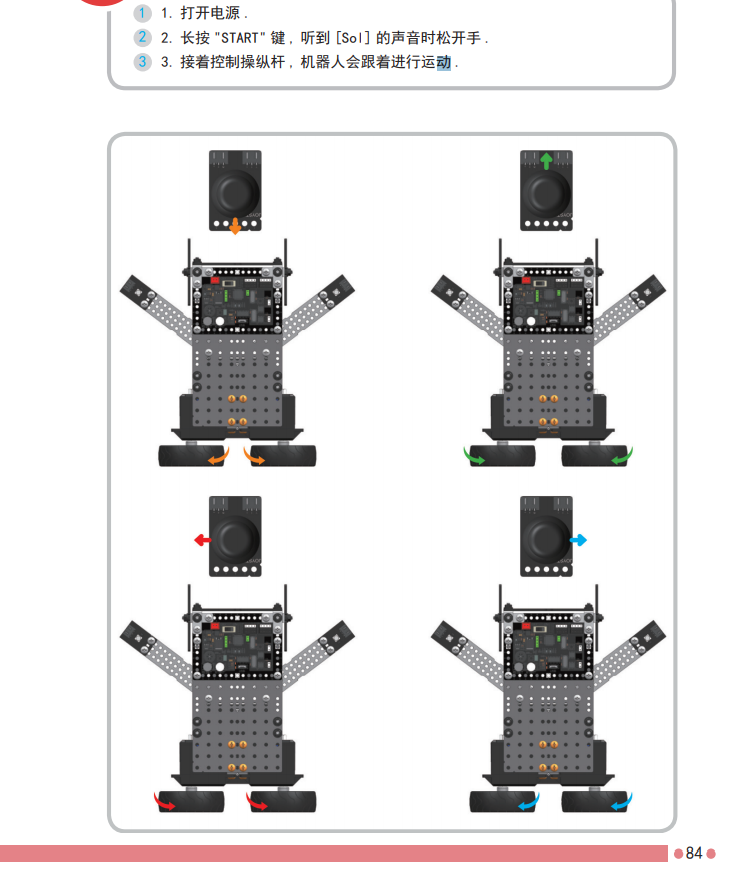 1 1. 打开电源 .
2 2. 长按 "START" 键 , 听到 [Sol] 的声音时松开手 .
3 3. 接着控制操纵杆 , 机器人会跟着进行运动 .
84